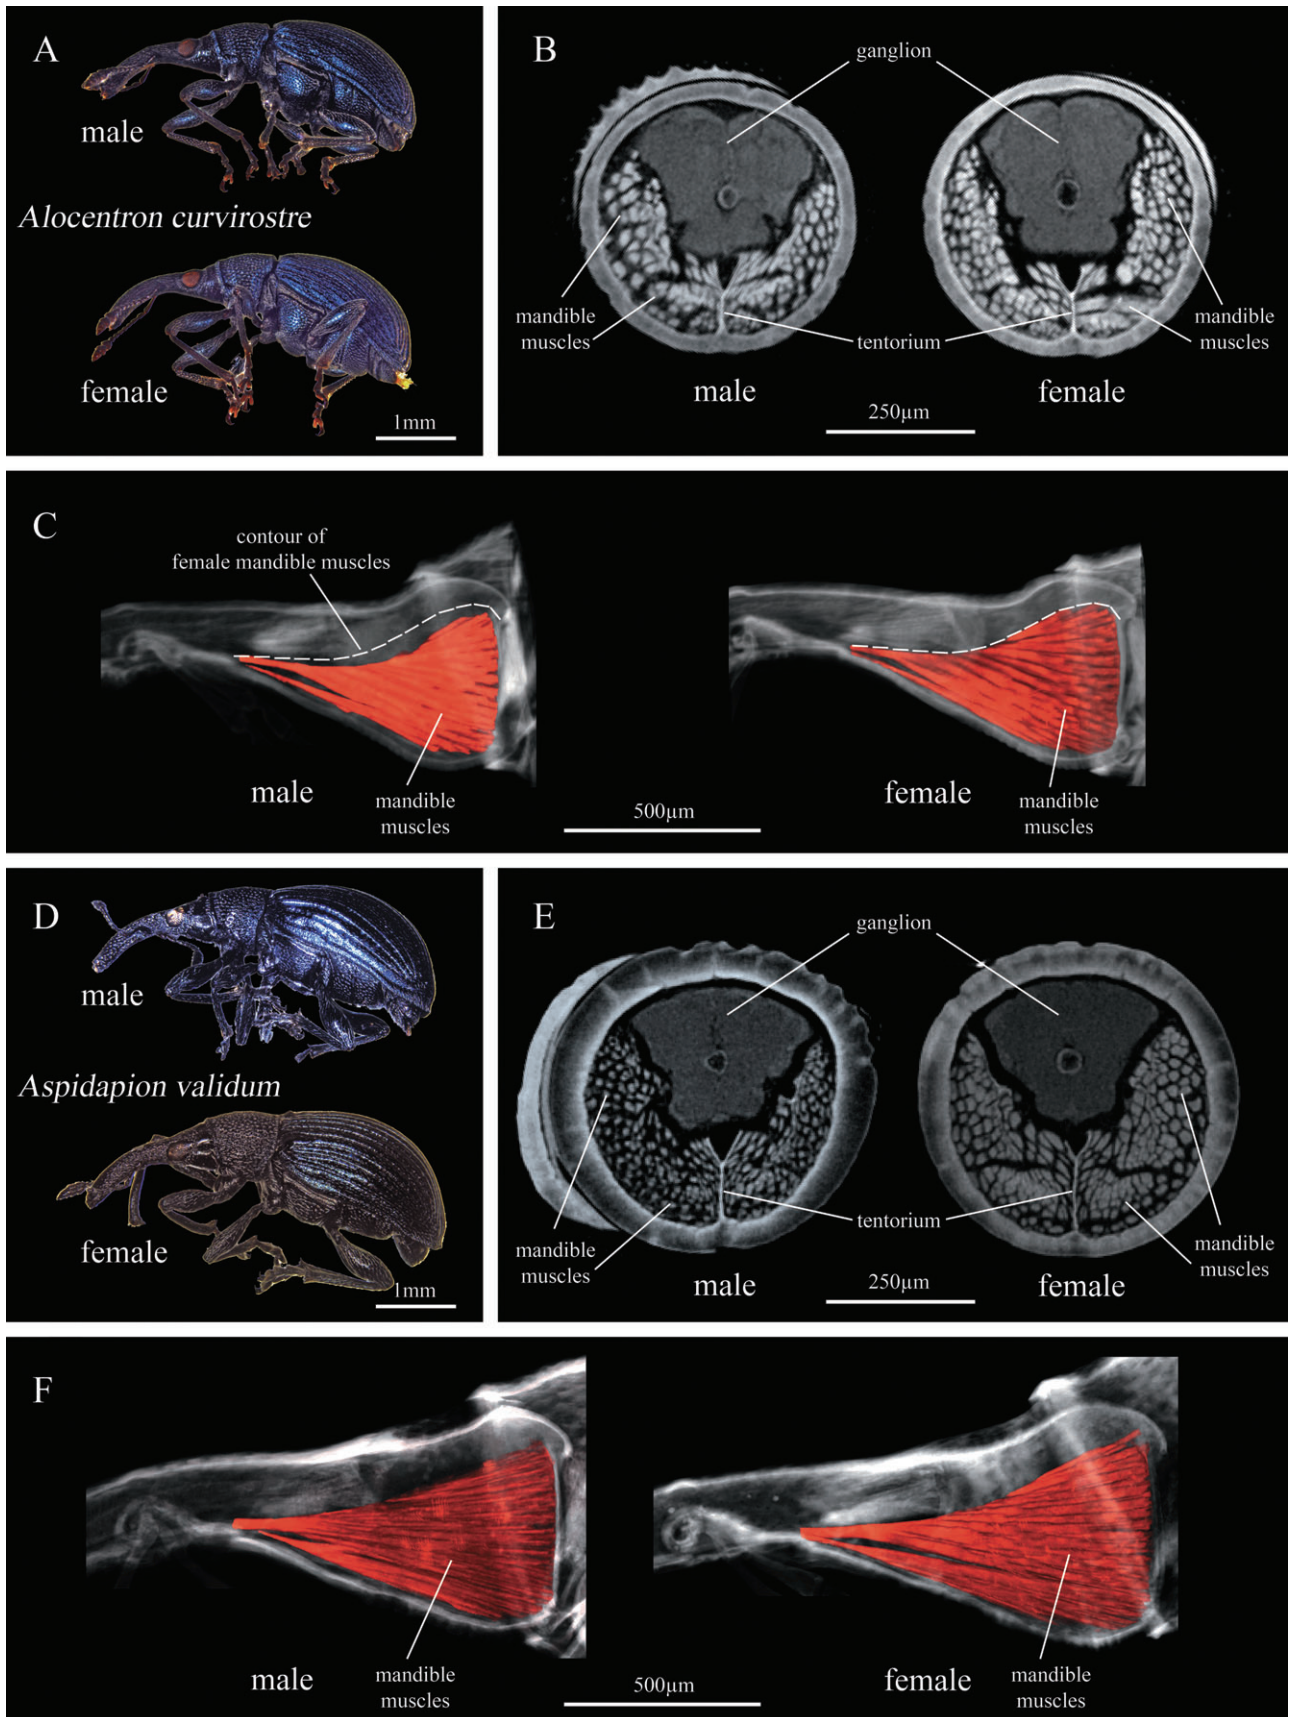 A
male
Alocentron curvirostre
female
1mm
B
ganglion
mandible
muscles
tentorium
mandible
muscles
male
female
250µm
C
contour of
female mandible muscles
male
mandible
muscles
500µm
female
mandible
muscles
D
male
Aspidapion validum
female
1mm
E
ganglion
mandible
muscles
tentorium
mandible
muscles
male
female
250µm
F
male
mandible
muscles
500µm
female
mandible
muscles